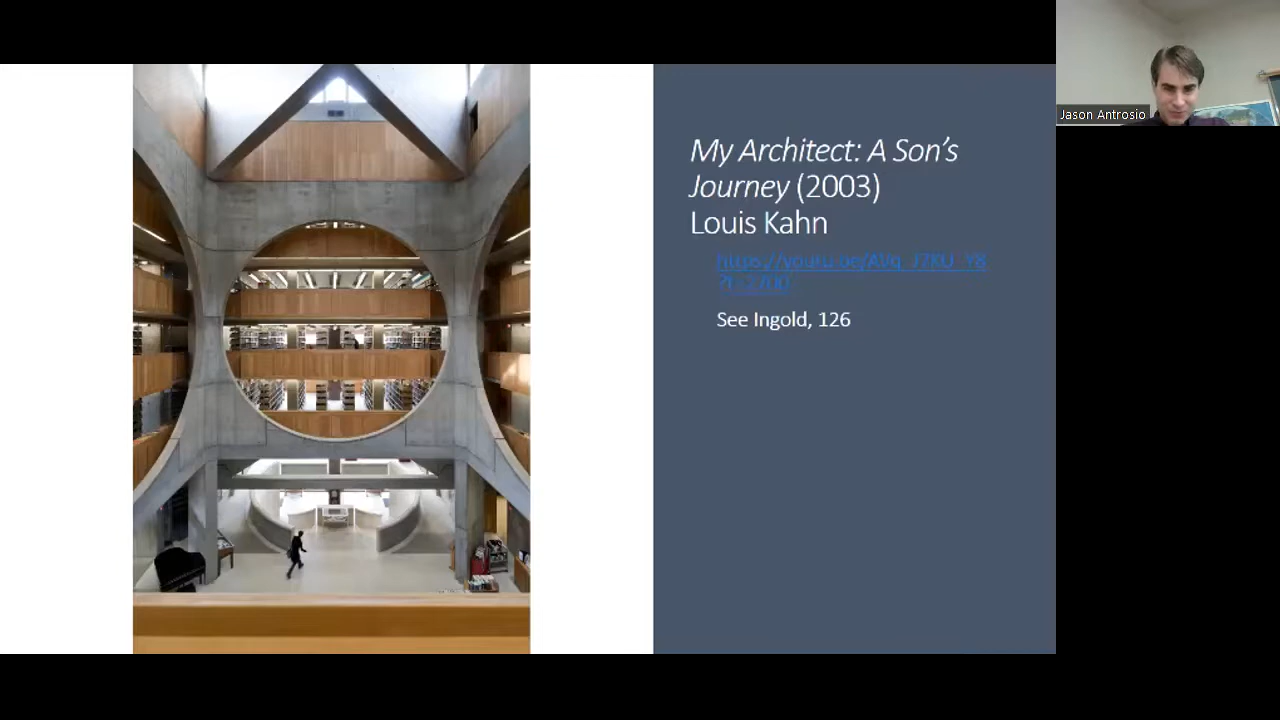 My Architect: A Son's
Journey (2003)
Louis Kahn
See Ingold, 126
Jason Antrosio